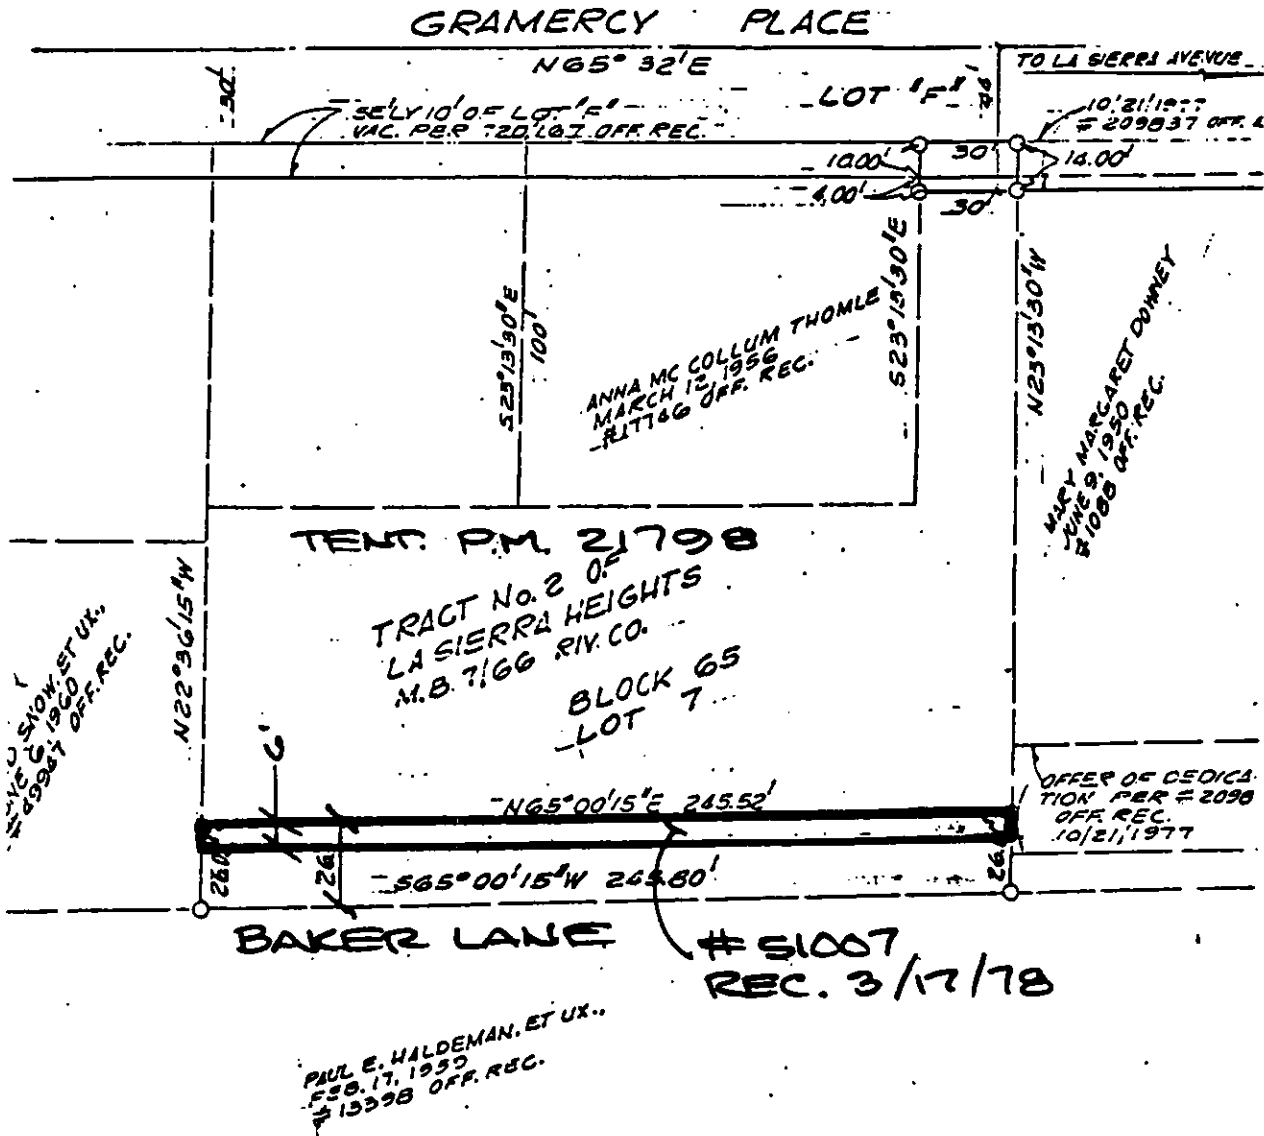 GRAMERCY PLACE
N65° 32'E
TO LA SIERRA AVENUE
30'
LOT "F"
SE'LY 10' OF LOT "F"
VAC. PER 720/ OFF. REC.
10/21/1977
# 209837 OFF.
10.00'
30'
14.00'
4.00'
30'
S23°13'30"E
100'
S23°13'30"E
N23°13'30"W
ANNA MC COLLUM THOMLE
MARCH 12, 1956
#17746 OFF. REC.
MARY MARGARET DOWNEY
JUNE 9, 1950
#1088 OFF. REC.
TENT. P.M. 21798
TRACT No. 2 OF
LA SIERRA HEIGHTS
M.B. 7/66 RIV. CO.
BLOCK 65
LOT 7
N22°36'15"W
SNOW, ET UX.,
6, 1960
OFF. REC.
6'
N65°00'15"E 245.52'
OFFER OF DEDICA-
TION PER # 2098
OFF. REC.
10/21/1977
26.0
26
26
S65°00'15"W 245.80'
BAKER LANE
# 51007
REC. 3/17/78
PAUL E. HALDEMAN, ET UX.,
FEB. 17, 1959
# 13398 OFF. REC.